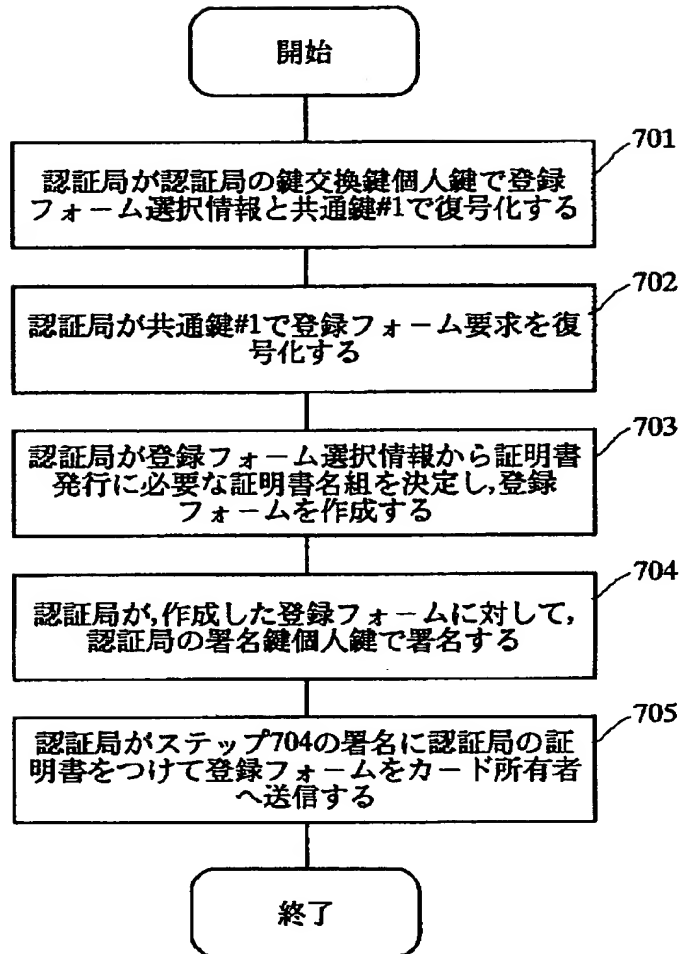 開始
701
認証局が認証局の鍵交換鍵個人鍵で登録
フォーム選択情報と共通鍵#1で復号化する
702
認証局が共通鍵#1で登録フォーム要求を復
号化する
703
認証局が登録フォーム選択情報から証明書
発行に必要な証明書名組を決定し,登録
フォームを作成する
704
認証局が,作成した登録フォームに対して,
認証局の署名鍵個人鍵で署名する
705
認証局がステップ704の署名に認証局の証
明書をつけて登録フォームをカード所有者
へ送信する
終了